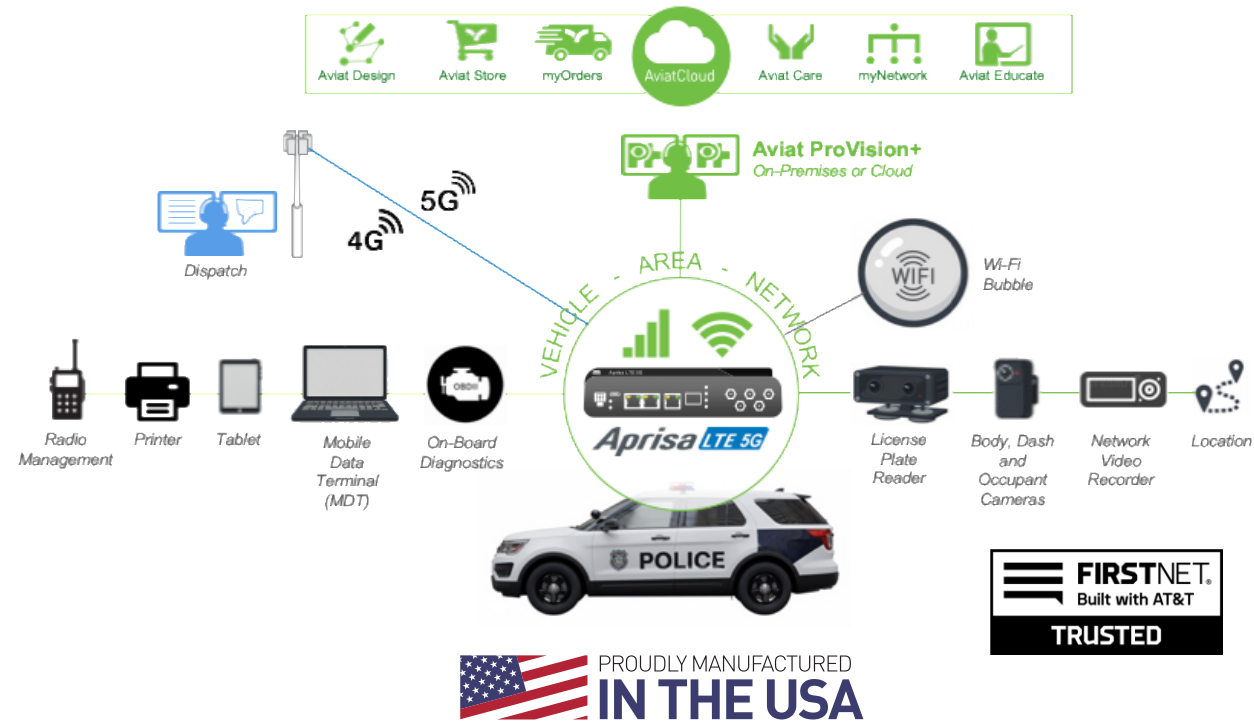 Aviat Design
Aviat Store
myOrders
AviatCloud
Aviat Care
myNetwork
Aviat Educate
Aviat ProVision+
On-Premises or Cloud
5G
4G
Dispatch
VEHICLE - AREA - NETWORK
WIFI
Wi-Fi
Bubble
Aprisa LTE 5G
OBDII
Aprisa LTE 5G
Radio
Management
Printer
Tablet
Mobile
Data
Terminal
(MDT)
On-Board
Diagnostics
License
Plate
Reader
Body, Dash
and
Occupant
Cameras
Network
Video
Recorder
Location
POLICE
FIRSTNET®
Built with AT&T
TRUSTED
PROUDLY MANUFACTURED
IN THE USA